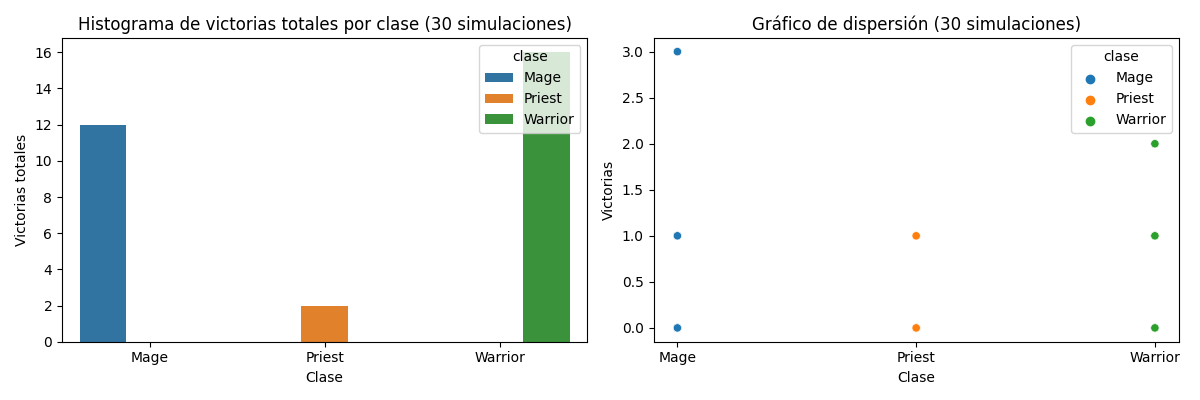 Histograma de victorias totales por clase (30 simulaciones)
Victorias totales
16
14
12
10
8
6
4
2
0
clase
Mage
Priest
Warrior
Mage
Priest
Warrior
Clase
Gráfico de dispersión (30 simulaciones)
Victorias
3.0
2.5
2.0
1.5
1.0
0.5
0.0
clase
Mage
Priest
Warrior
Mage
Priest
Warrior
Clase